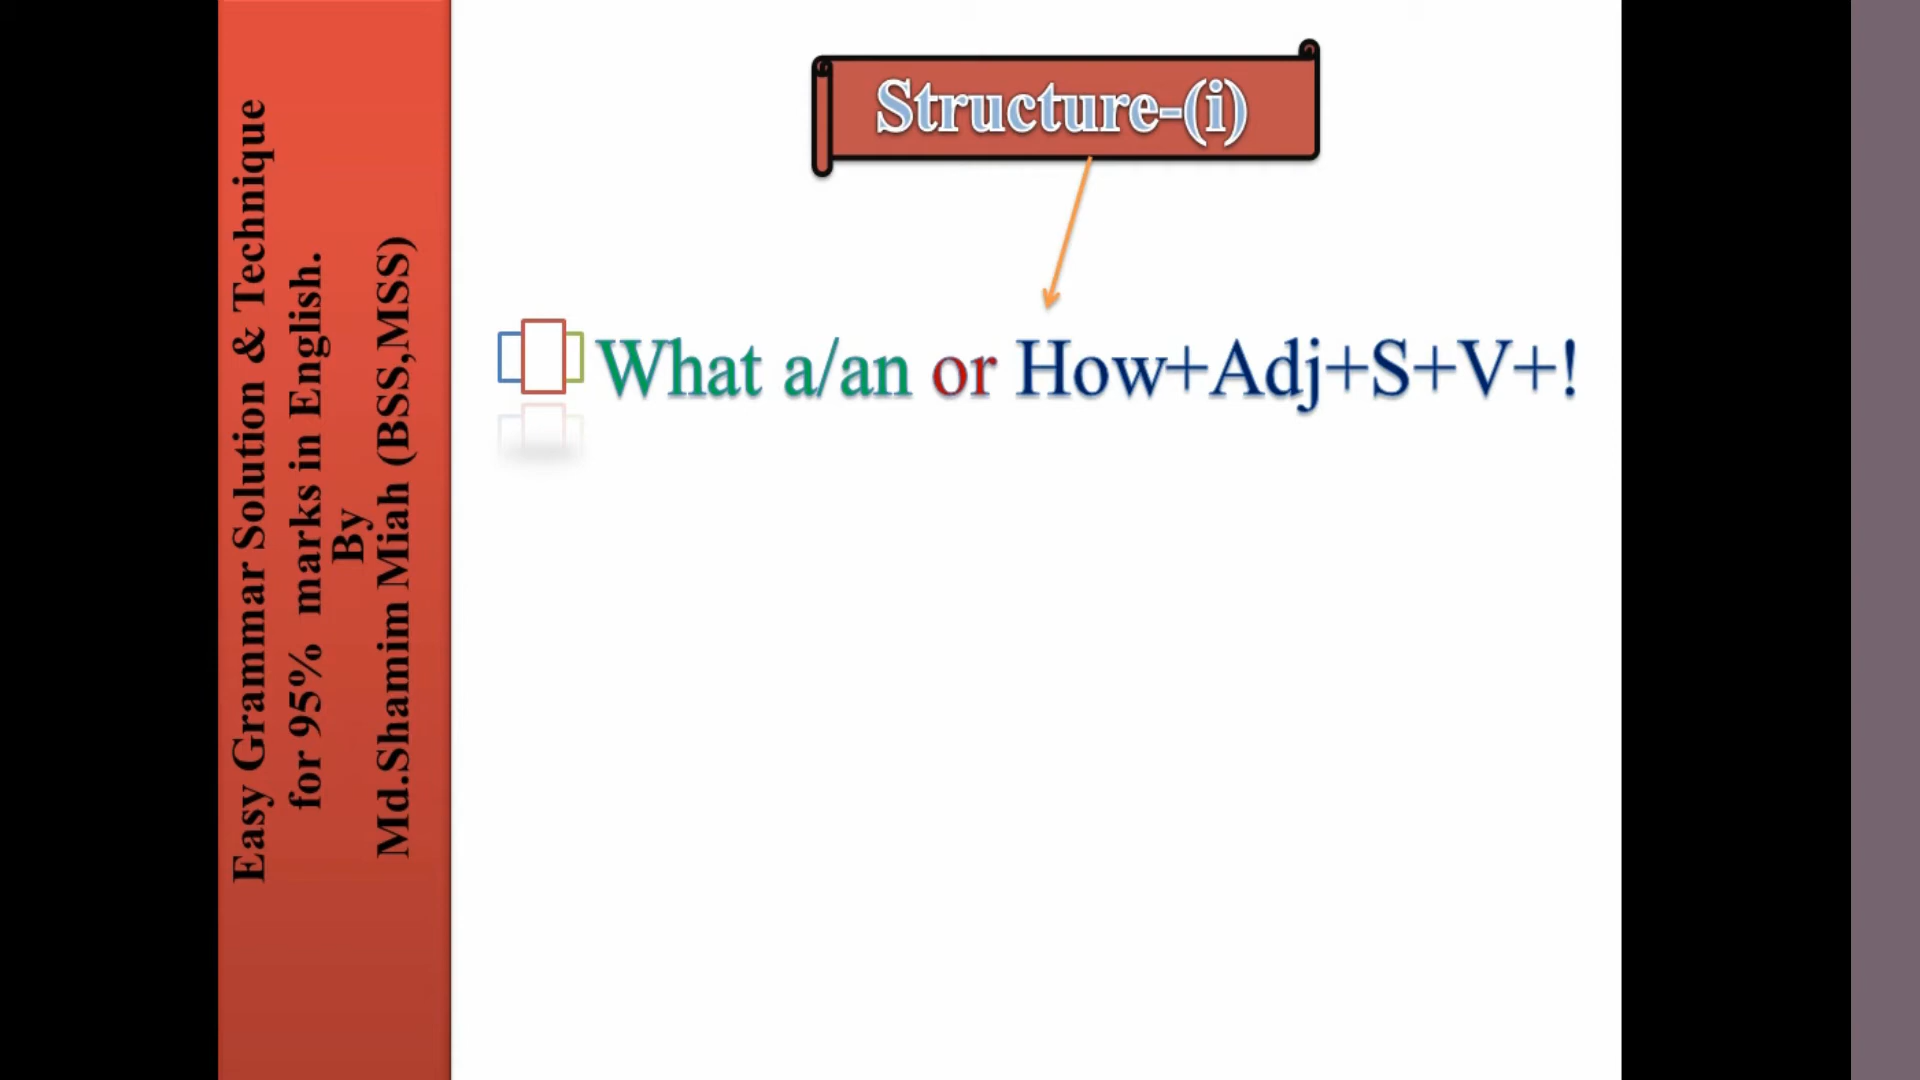 Easy Grammar Solution & Technique
for 95% marks in English.
By
Md.Shamim Miah (BSS,MSS)
Structure-(i)
What a/an or How+Adj+S+V+!